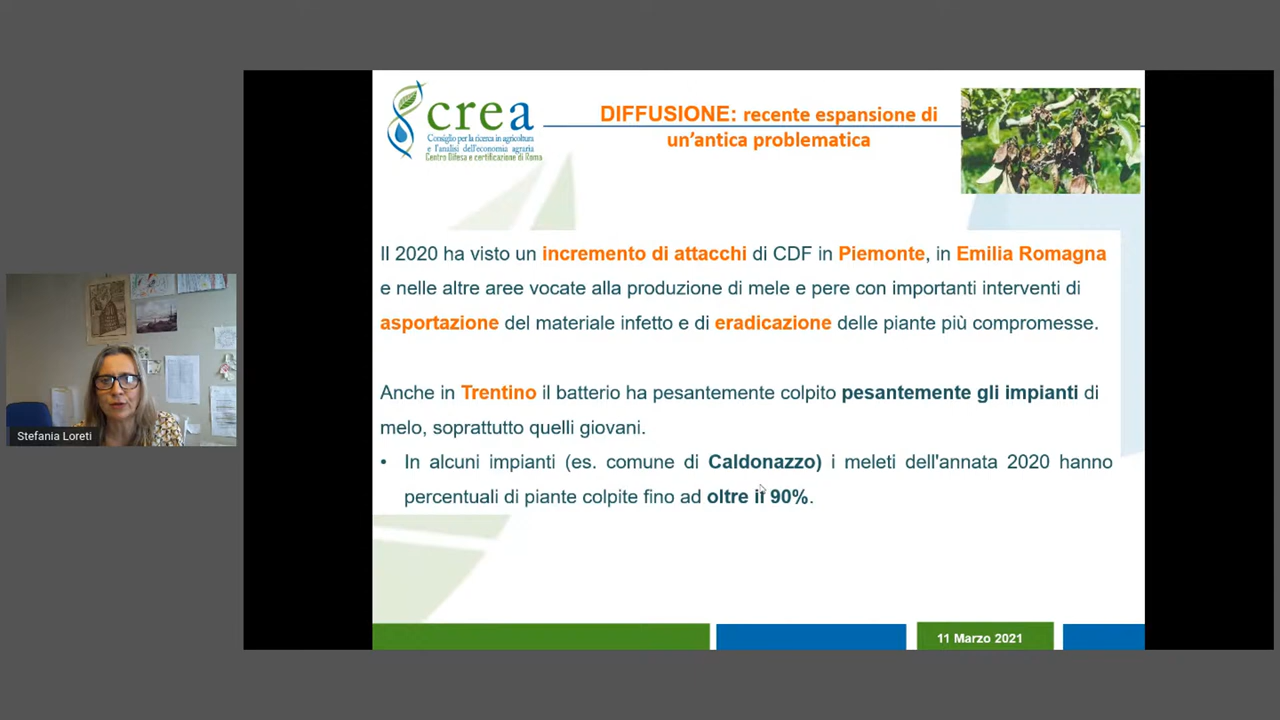 crea
Consiglio per la ricerca in agricoltura
e l'analisi dell'economia agraria
Centro Difesa e certificazione di Roma
DIFFUSIONE: recente espansione di
un'antica problematica
Il 2020 ha visto un incremento di attacchi di CDF in Piemonte, in Emilia Romagna
e nelle altre aree vocate alla produzione di mele e pere con importanti interventi di
asportazione del materiale infetto e di eradicazione delle piante più compromesse.
Anche in Trentino il batterio ha pesantemente colpito pesantemente gli impianti di
melo, soprattutto quelli giovani.
• In alcuni impianti (es. comune di Caldonazzo) i meleti dell'annata 2020 hanno
percentuali di piante colpite fino ad oltre il 90%.
Stefania Loreti
11 Marzo 2021